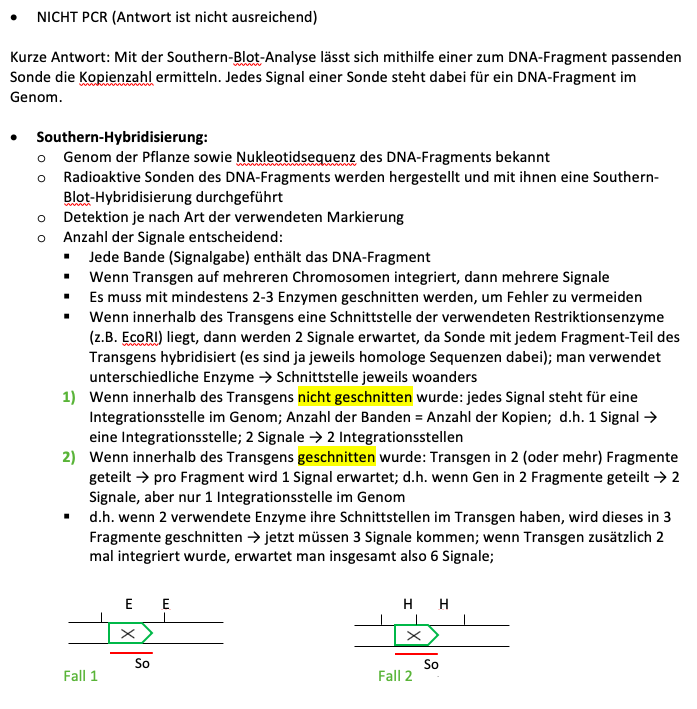 • NICHT PCR (Antwort ist nicht ausreichend)
Kurze Antwort: Mit der Southern-Blot-Analyse lässt sich mithilfe einer zum DNA-Fragment passenden
Sonde die Kopienzahl ermitteln. Jedes Signal einer Sonde steht dabei für ein DNA-Fragment im
Genom.
• Southern-Hybridisierung:
o Genom der Pflanze sowie Nukleotidsequenz des DNA-Fragments bekannt
o Radioaktive Sonden des DNA-Fragments werden hergestellt und mit ihnen eine Southern-
Blot-Hybridisierung durchgeführt
o Detektion je nach Art der verwendeten Markierung
o Anzahl der Signale entscheidend:
▪ Jede Bande (Signalgabe) enthält das DNA-Fragment
▪ Wenn Transgen auf mehreren Chromosomen integriert, dann mehrere Signale
▪ Es muss mit mindestens 2-3 Enzymen geschnitten werden, um Fehler zu vermeiden
▪ Wenn innerhalb des Transgens eine Schnittstelle der verwendeten Restriktionsenzyme
(z.B. EcoRI) liegt, dann werden 2 Signale erwartet, da Sonde mit jedem Fragment-Teil des
Transgens hybridisiert (es sind ja jeweils homologe Sequenzen dabei); man verwendet
unterschiedliche Enzyme → Schnittstelle jeweils woanders
1) Wenn innerhalb des Transgens nicht geschnitten wurde: jedes Signal steht für eine
Integrationsstelle im Genom; Anzahl der Banden = Anzahl der Kopien; d.h. 1 Signal →
eine Integrationsstelle; 2 Signale → 2 Integrationsstellen
2) Wenn innerhalb des Transgens geschnitten wurde: Transgen in 2 (oder mehr) Fragmente
geteilt → pro Fragment wird 1 Signal erwartet; d.h. wenn Gen in 2 Fragmente geteilt → 2
Signale, aber nur 1 Integrationsstelle im Genom
▪ d.h. wenn 2 verwendete Enzyme ihre Schnittstellen im Transgen haben, wird dieses in 3
Fragmente geschnitten → jetzt müssen 3 Signale kommen; wenn Transgen zusätzlich 2
mal integriert wurde, erwartet man insgesamt also 6 Signale;
E E
X
So
Fall 1
H H
X
So
Fall 2